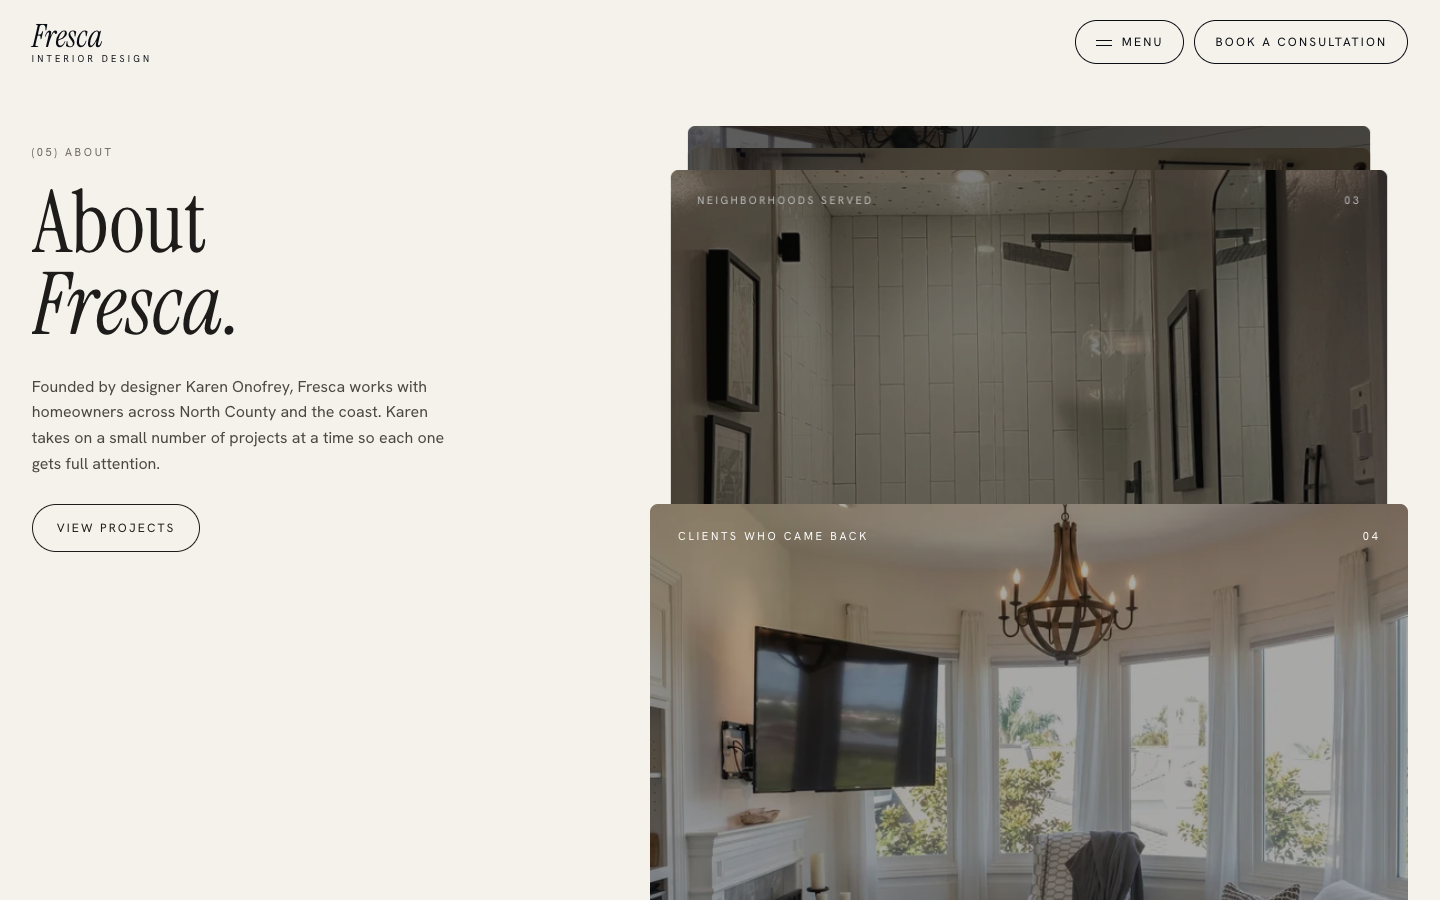 Fresca
INTERIOR DESIGN
MENU
BOOK A CONSULTATION
(05) ABOUT
About
Fresca.
Founded by designer Karen Onofrey, Fresca works with
homeowners across North County and the coast. Karen
takes on a small number of projects at a time so each one
gets full attention.
VIEW PROJECTS
NEIGHBORHOODS SERVED
03
CLIENTS WHO CAME BACK
04